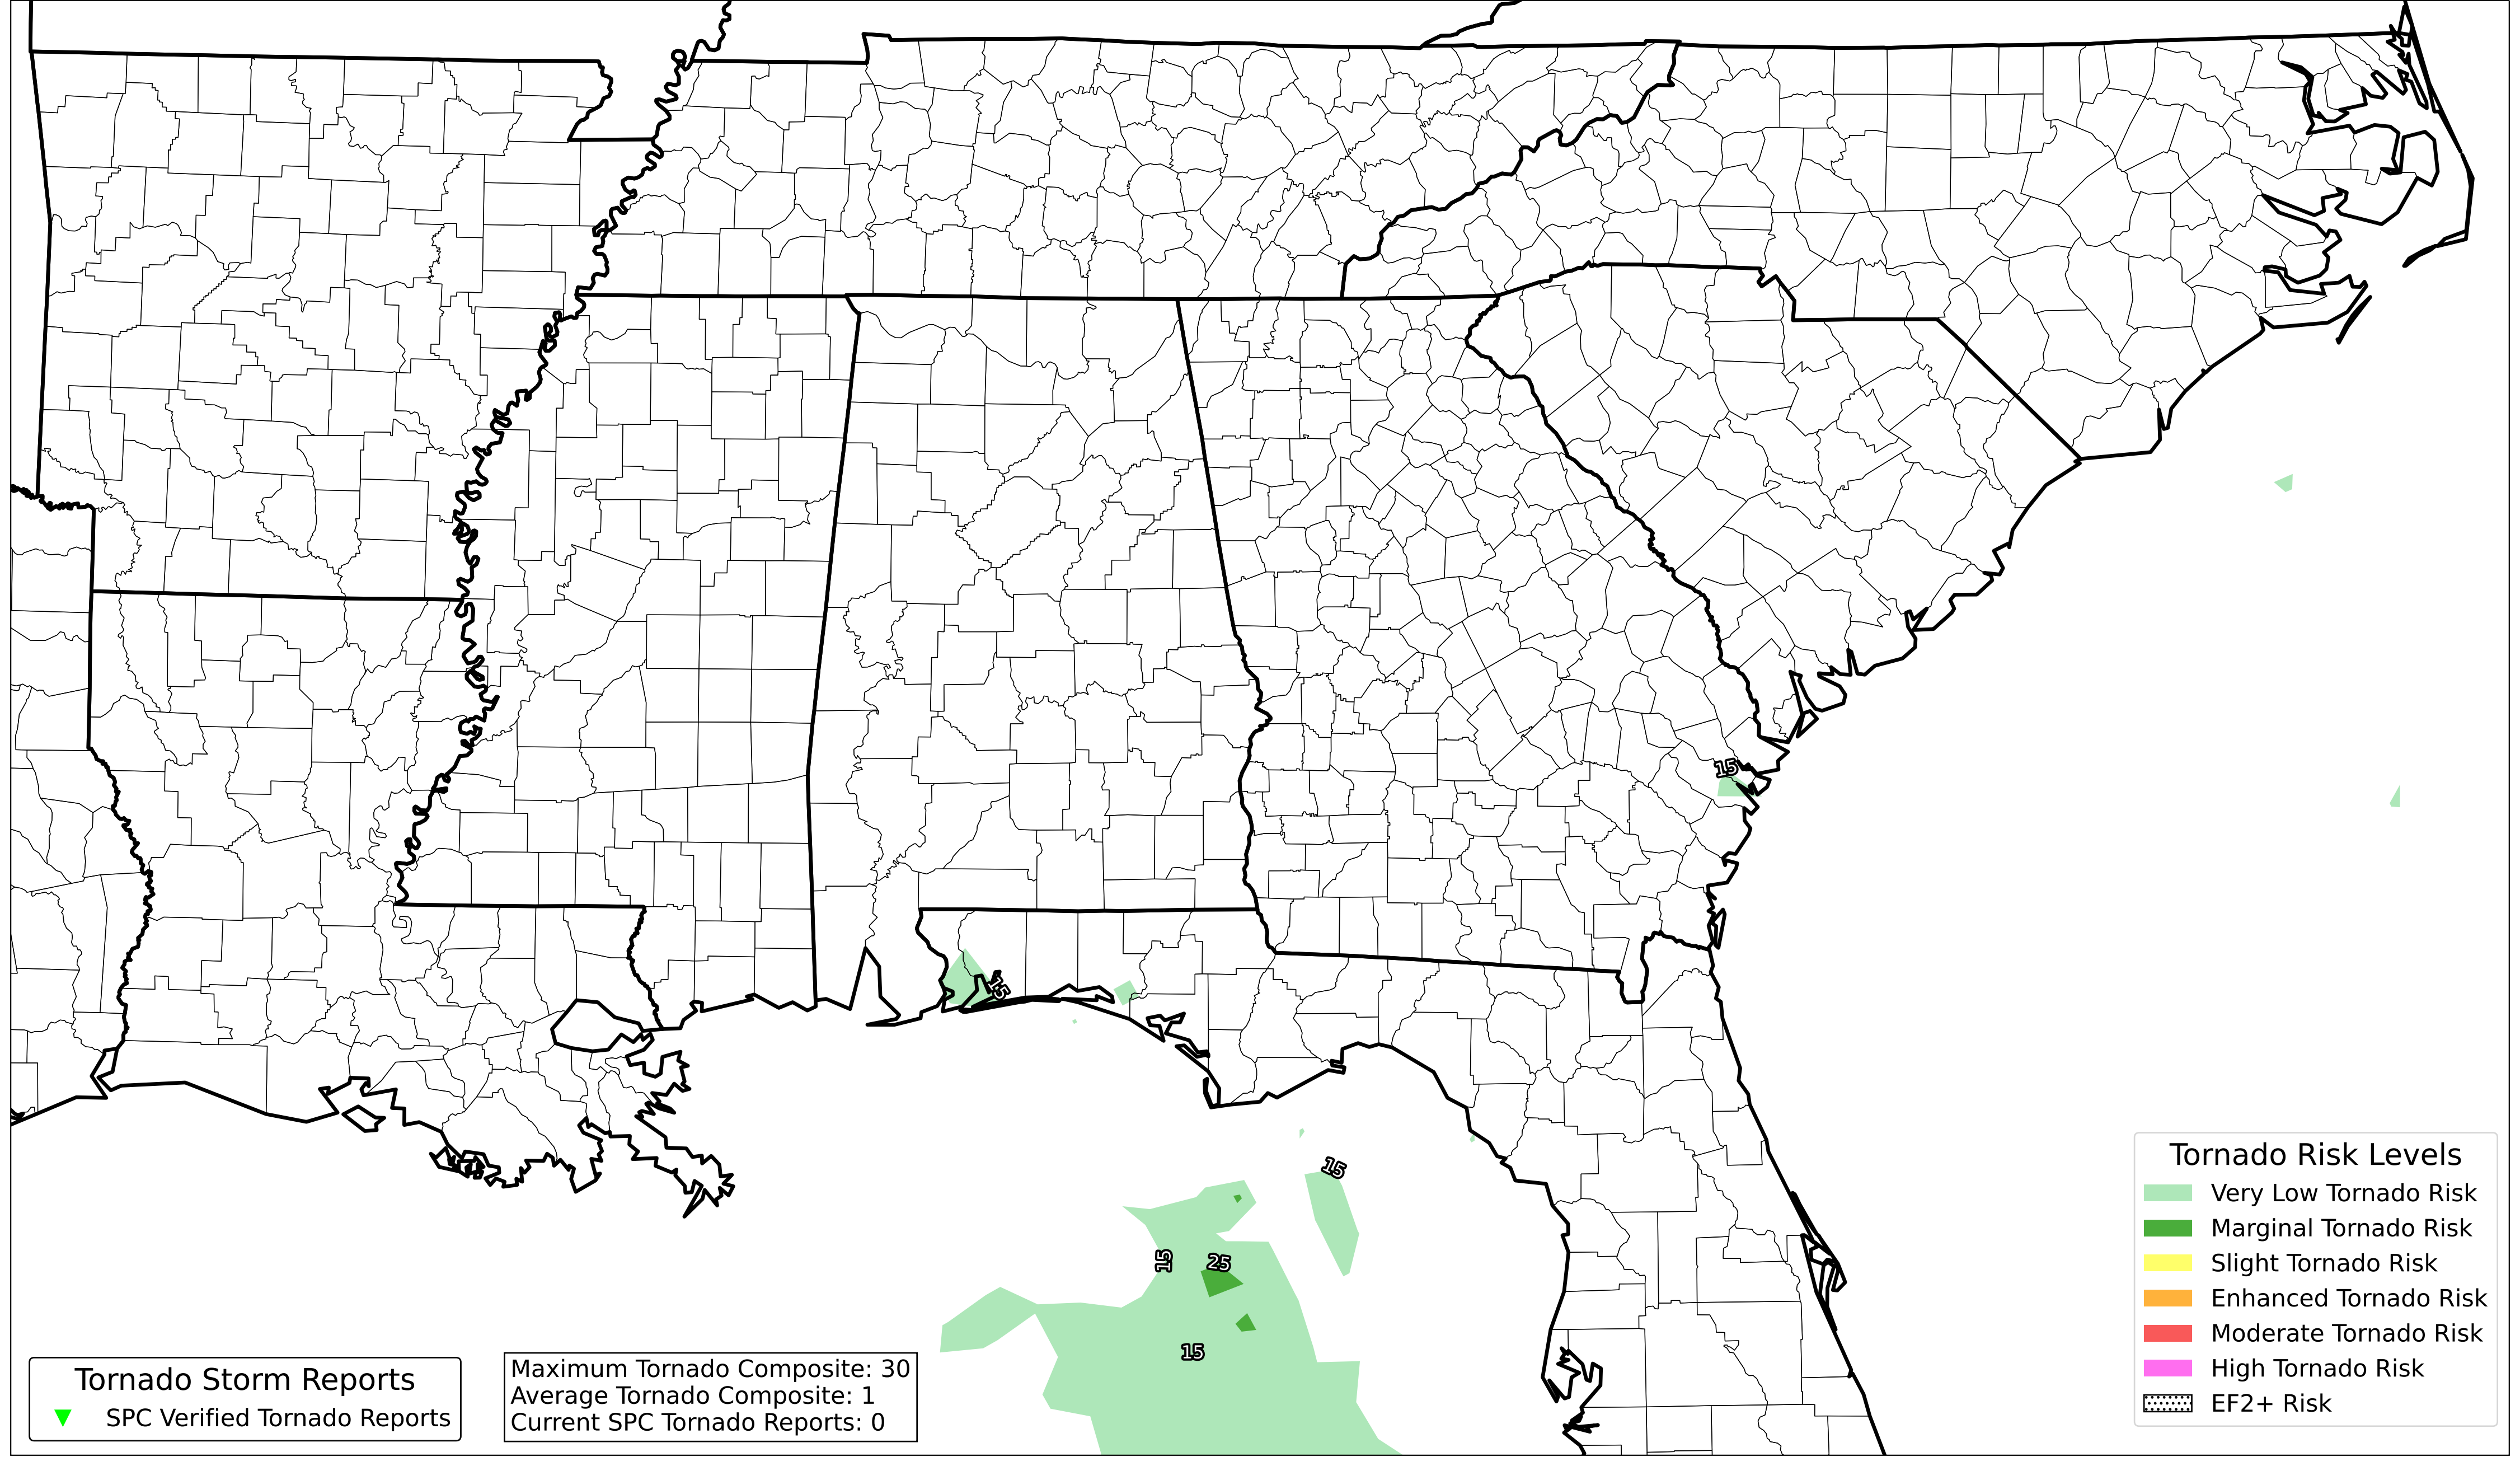 15
15
15
15
25
15
Tornado Risk Levels
Very Low Tornado Risk
Marginal Tornado Risk
Slight Tornado Risk
Enhanced Tornado Risk
Moderate Tornado Risk
High Tornado Risk
EF2+ Risk
Tornado Storm Reports
SPC Verified Tornado Reports
Maximum Tornado Composite: 30
Average Tornado Composite: 1
Current SPC Tornado Reports: 0